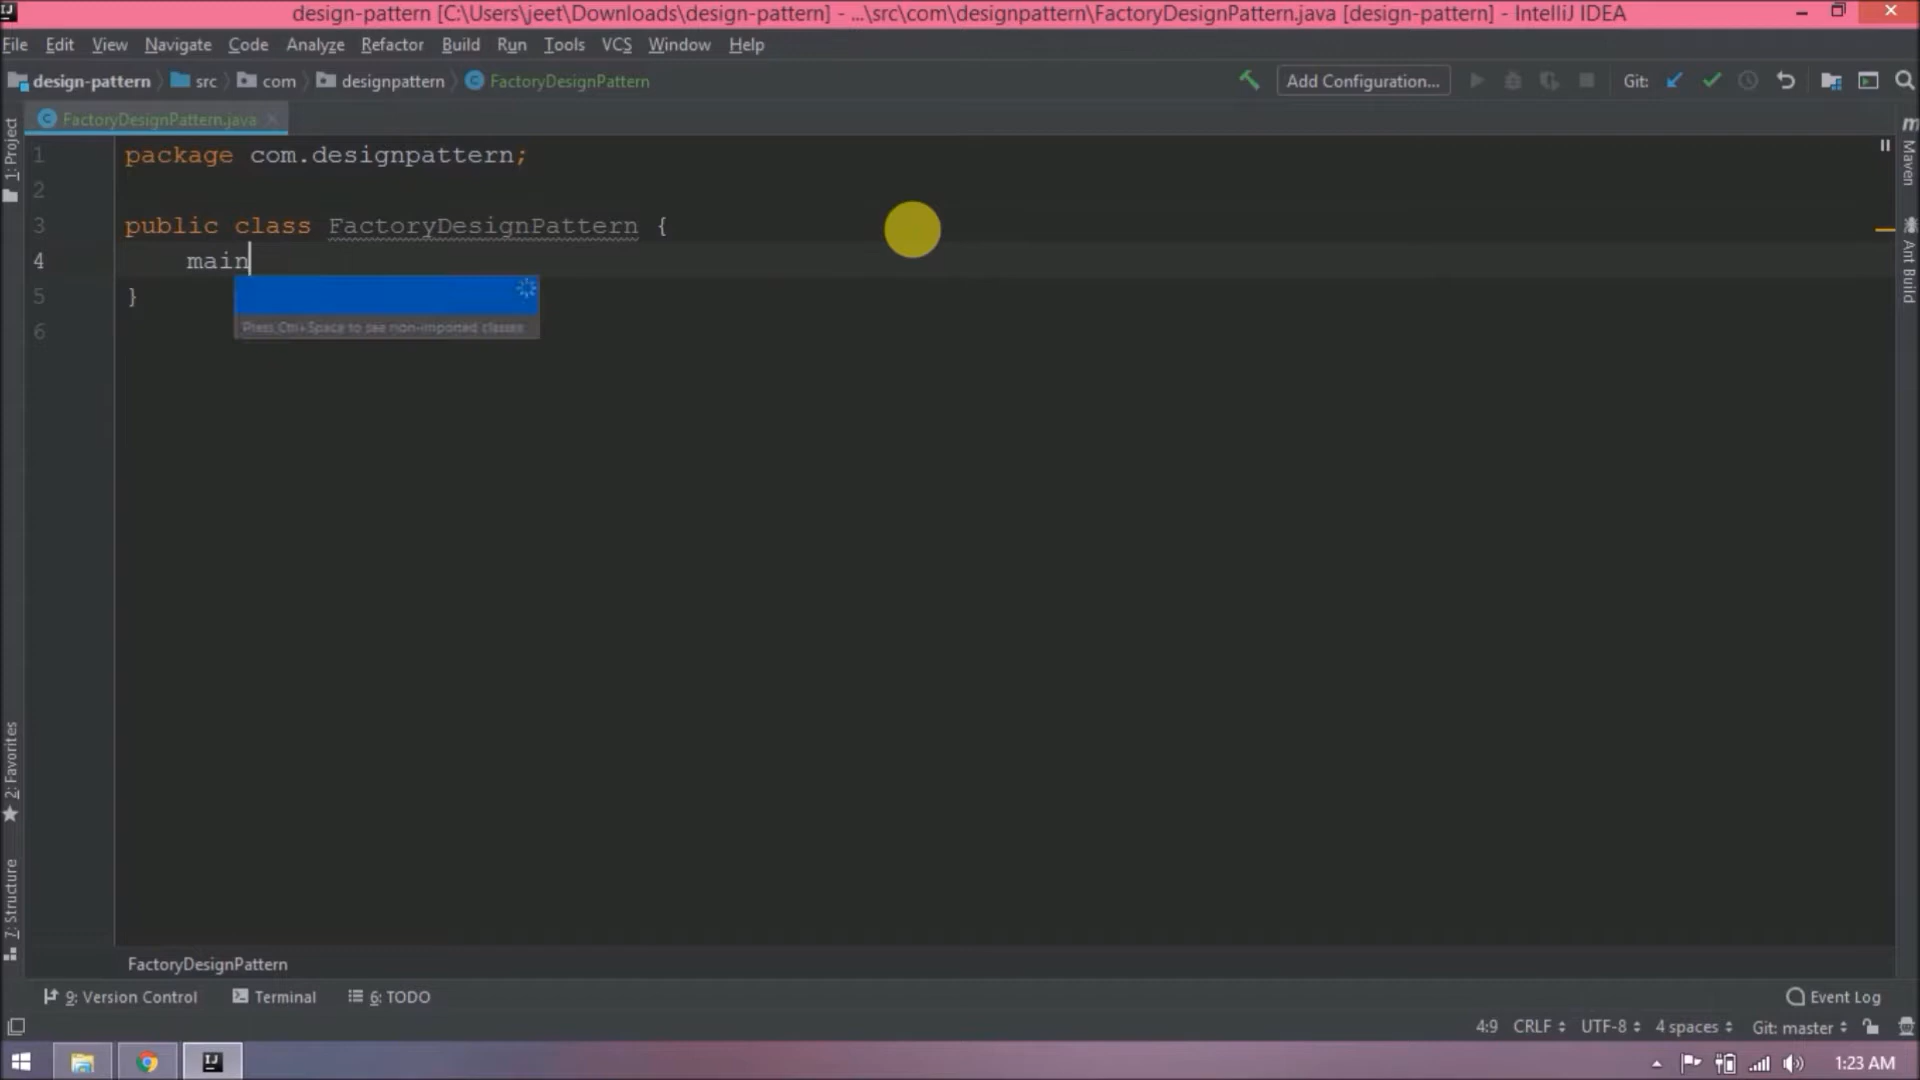 design-pattern [C:\Users\jeet\Downloads\design-pattern] - ...\src\com\designpattern\FactoryDesignPattern.java [design-pattern] - IntelliJ IDEA
File Edit View Navigate Code Analyze Refactor Build Run Tools VCS Window Help
design-pattern src com designpattern FactoryDesignPattern Add Configuration... Git:
FactoryDesignPattern.java
1 package com.designpattern;
2
3 public class FactoryDesignPattern {
4 main
5 }
6
Press Ctrl+Space to see non-imported classes
1: Project
2: Favorites
7: Structure
Maven
Ant Build
FactoryDesignPattern
9: Version Control Terminal 6: TODO Event Log
4:9 CRLF UTF-8 4 spaces Git: master
1:23 AM